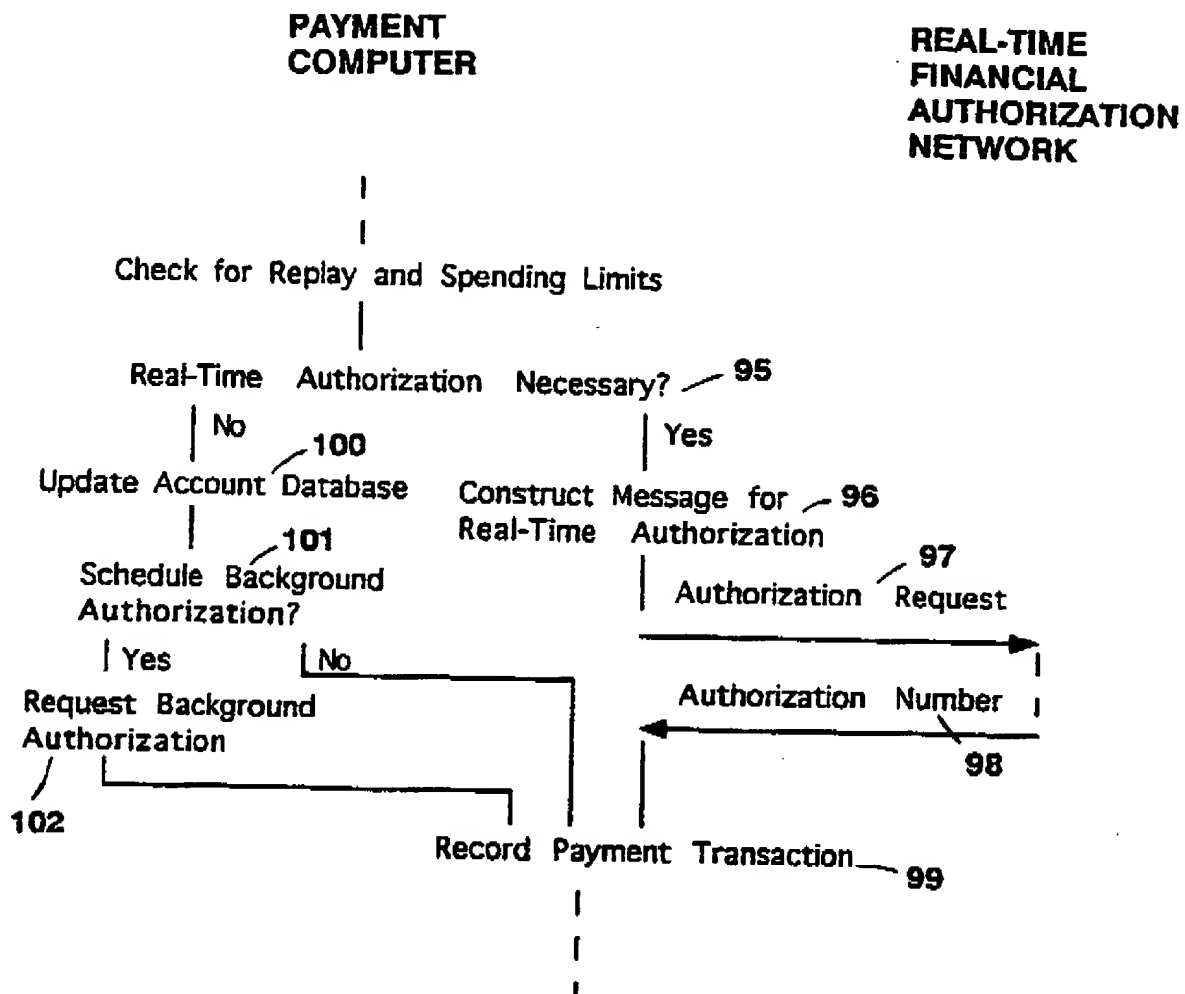 PAYMENT
COMPUTER
REAL-TIME
FINANCIAL
AUTHORIZATION
NETWORK
Check for Replay and Spending Limits
Real-Time Authorization Necessary? 95
No
Yes
100
Update Account Database
Construct Message for
Real-Time Authorization
96
101
Schedule Background
Authorization?
97
Authorization Request
Yes
No
Request Background
Authorization
102
Authorization Number
98
Record Payment Transaction
99